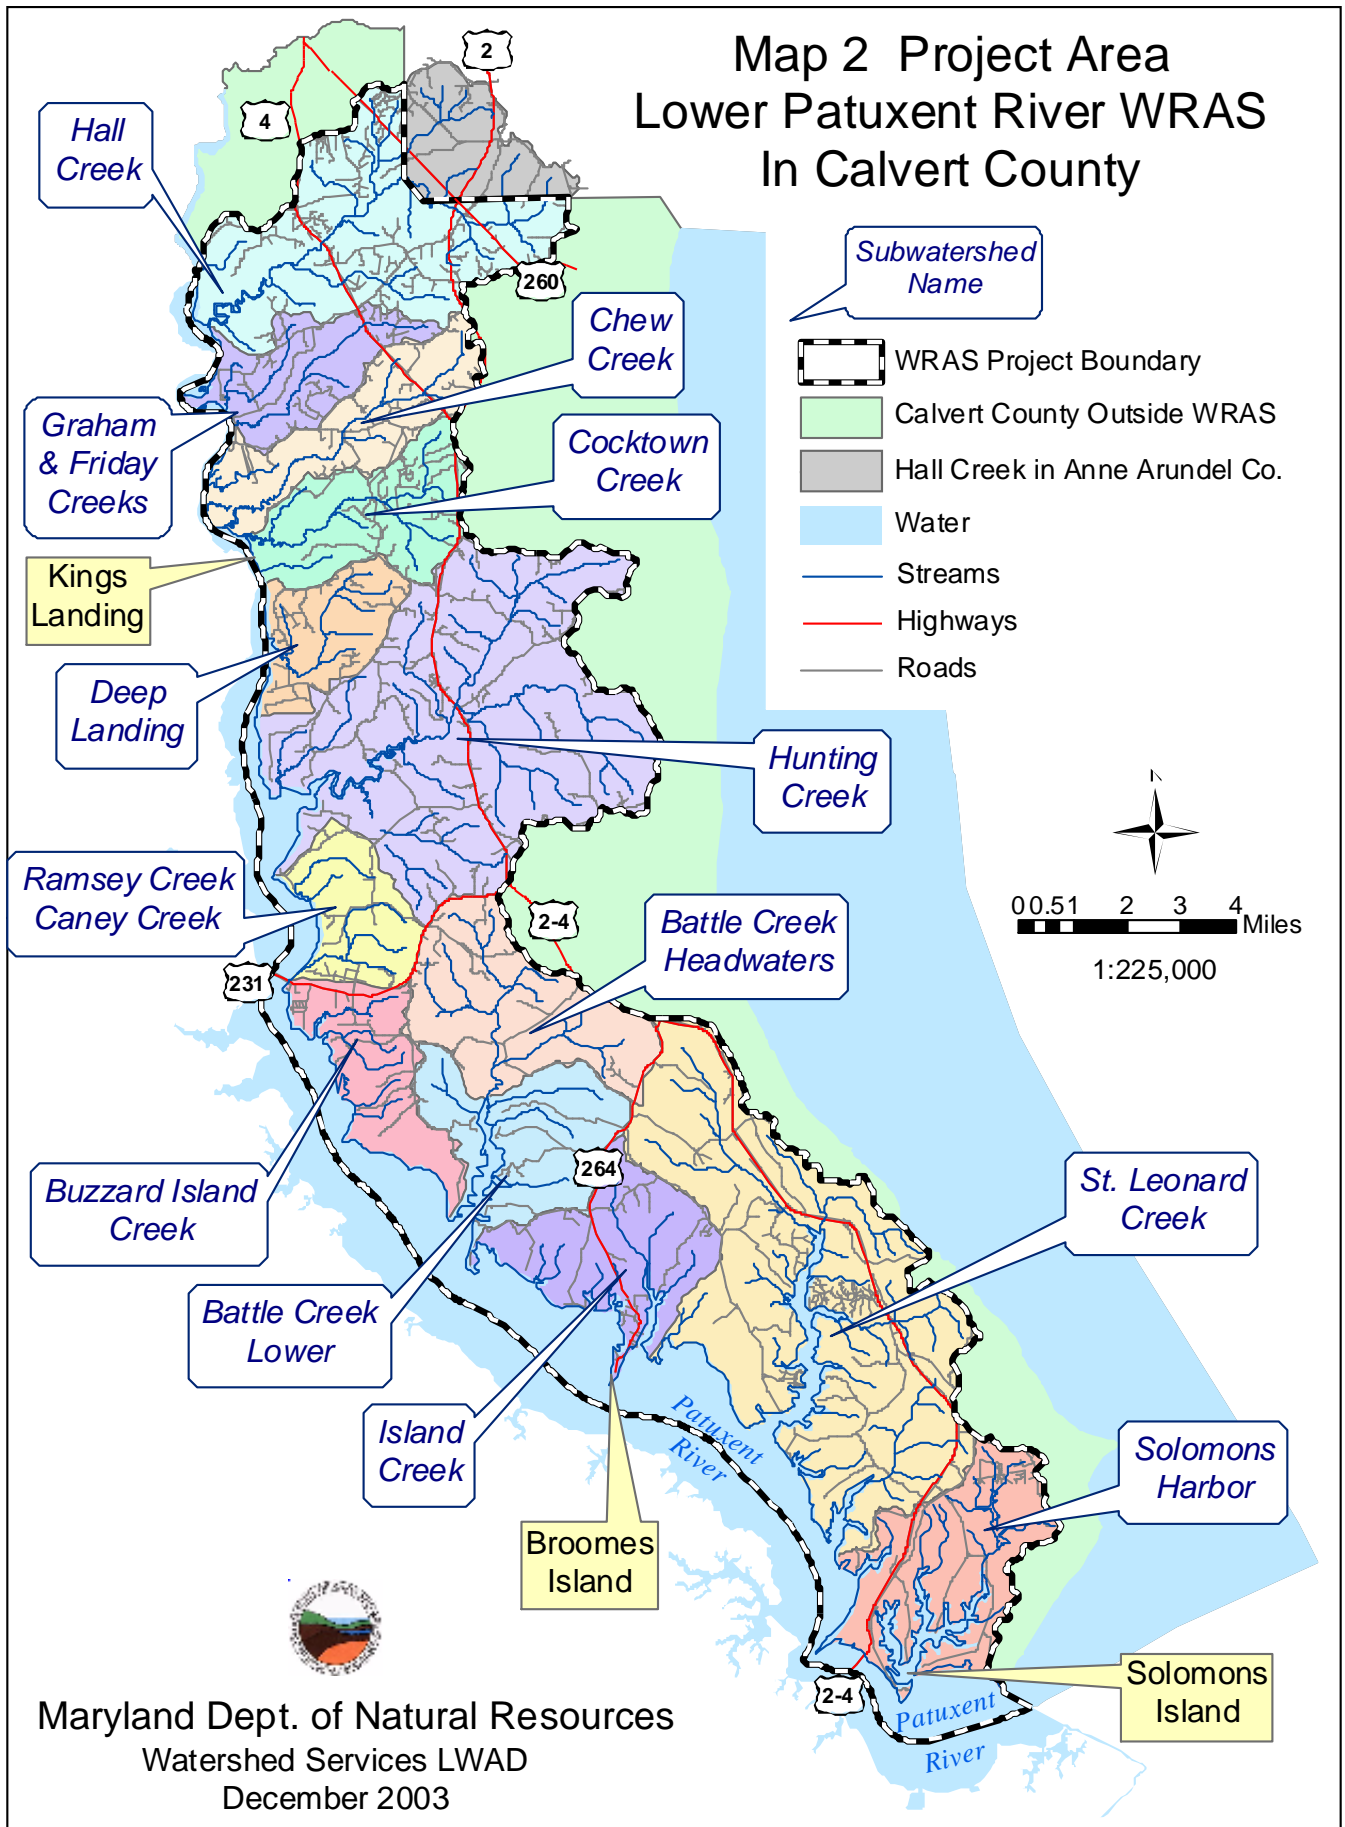 Map 2 Project Area
Lower Patuxent River WRAS
In Calvert County
2
4
Hall
Creek
Subwatershed
Name
260
Chew
Creek
WRAS Project Boundary
Calvert County Outside WRAS
Hall Creek in Anne Arundel Co.
Water
Streams
Highways
Roads
Graham
& Friday
Creeks
Cocktown
Creek
Kings
Landing
Deep
Landing
Hunting
Creek
N
0 0.5 1 2 3 4
Miles
1:225,000
Ramsey Creek
Caney Creek
2-4
Battle Creek
Headwaters
231
Buzzard Island
Creek
264
St. Leonard
Creek
Battle Creek
Lower
Island
Creek
Patuxent
River
Solomons
Harbor
Broomes
Island
Solomons
Island
2-4
Patuxent
River
Maryland Dept. of Natural Resources
Watershed Services LWAD
December 2003